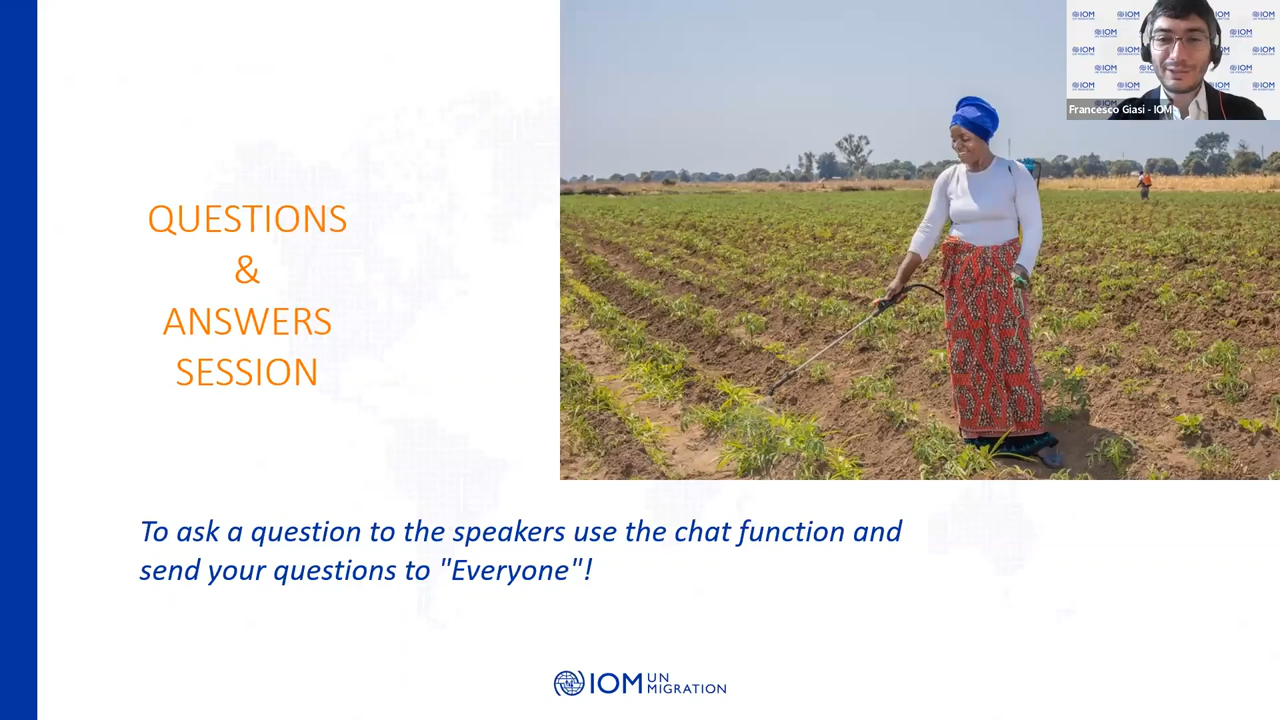 QUESTIONS
&
ANSWERS
SESSION
Francesco Giasi - IOM
To ask a question to the speakers use the chat function and
send your questions to "Everyone"!
IOM UN
MIGRATION